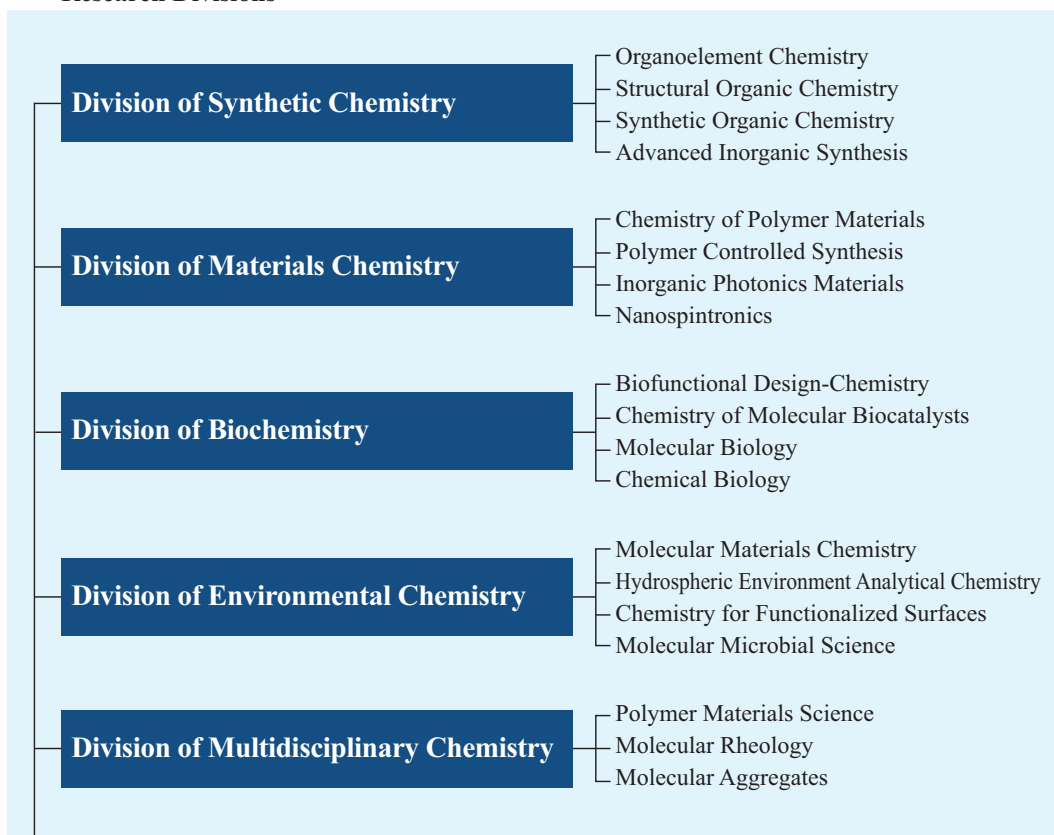 Research Divisions
Division of Synthetic Chemistry
Organoelement Chemistry
Structural Organic Chemistry
Synthetic Organic Chemistry
Advanced Inorganic Synthesis
Division of Materials Chemistry
Chemistry of Polymer Materials
Polymer Controlled Synthesis
Inorganic Photonics Materials
Nanospintronics
Division of Biochemistry
Biofunctional Design-Chemistry
Chemistry of Molecular Biocatalysts
Molecular Biology
Chemical Biology
Division of Environmental Chemistry
Molecular Materials Chemistry
Hydrospheric Environment Analytical Chemistry
Chemistry for Functionalized Surfaces
Molecular Microbial Science
Division of Multidisciplinary Chemistry
Polymer Materials Science
Molecular Rheology
Molecular Aggregates